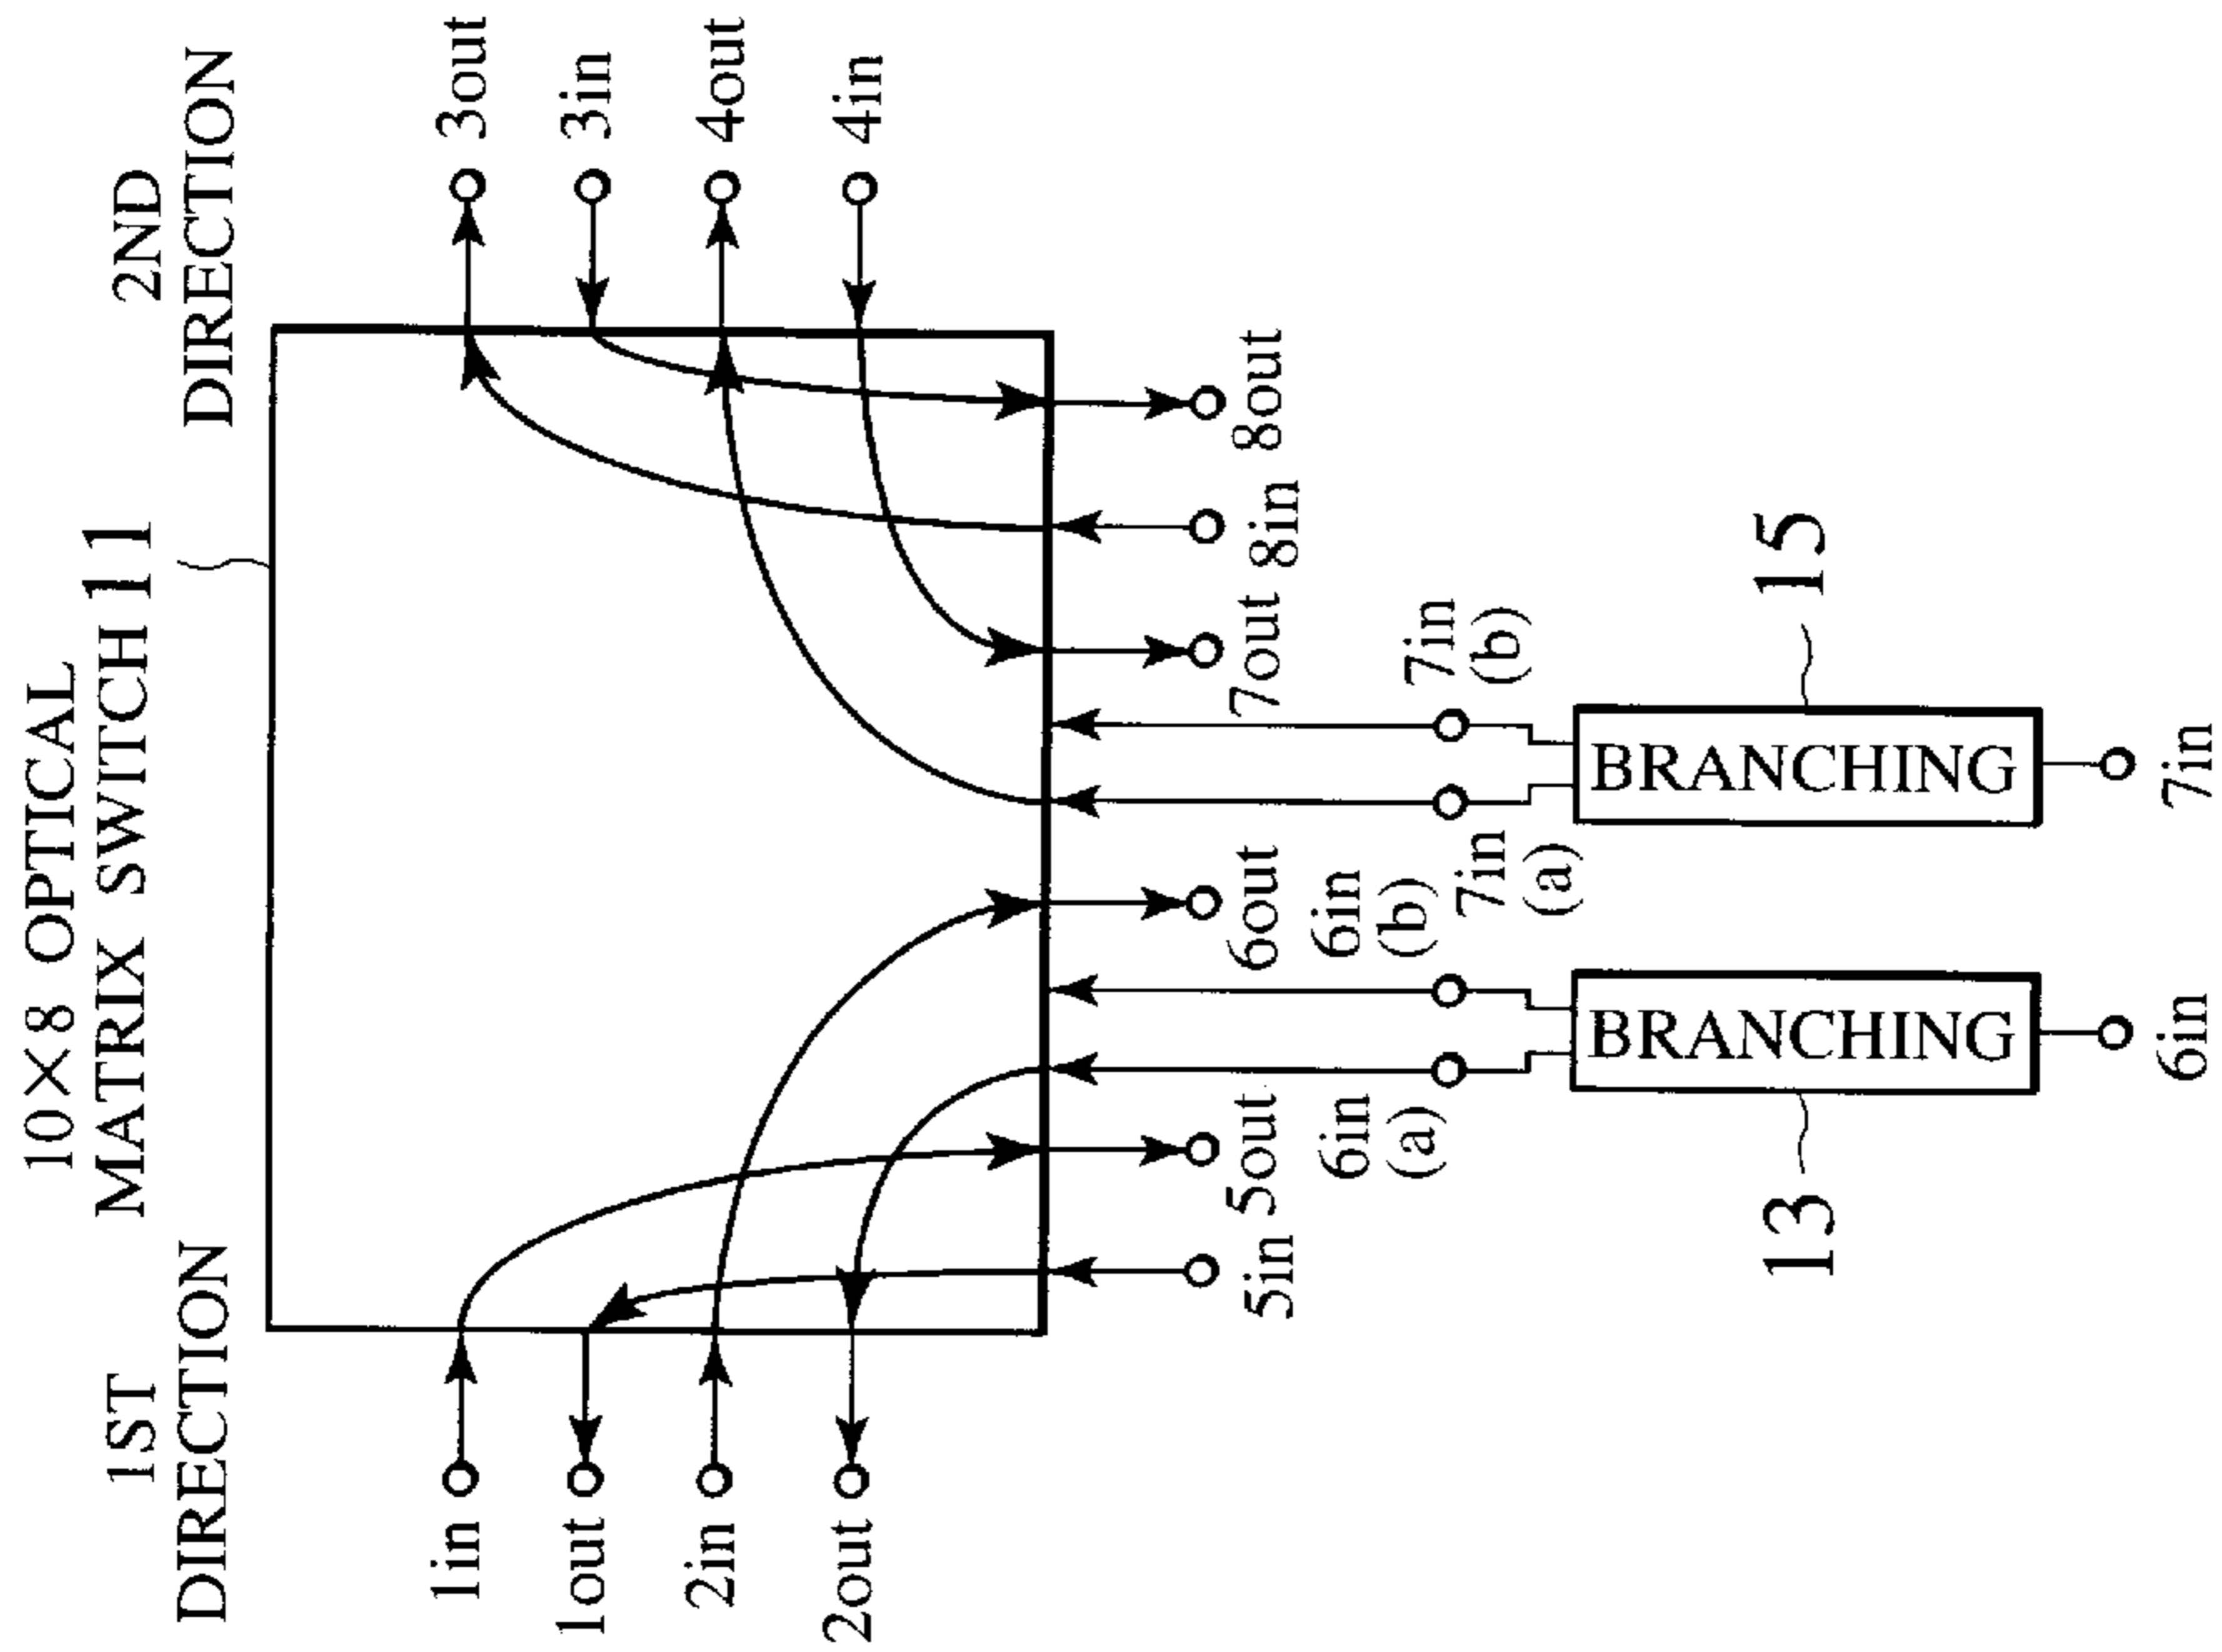 10×8 OPTICAL
MATRIX SWITCH 11
1ST
DIRECTION
2ND
DIRECTION
1in
3out
1out
3in
2in
4out
2out
4in
5in
5out
6out
7out
8in
8out
6in
(a)
6in
(b)
7in
(a)
7in
(b)
13
BRANCHING
BRANCHING
15
6in
7in